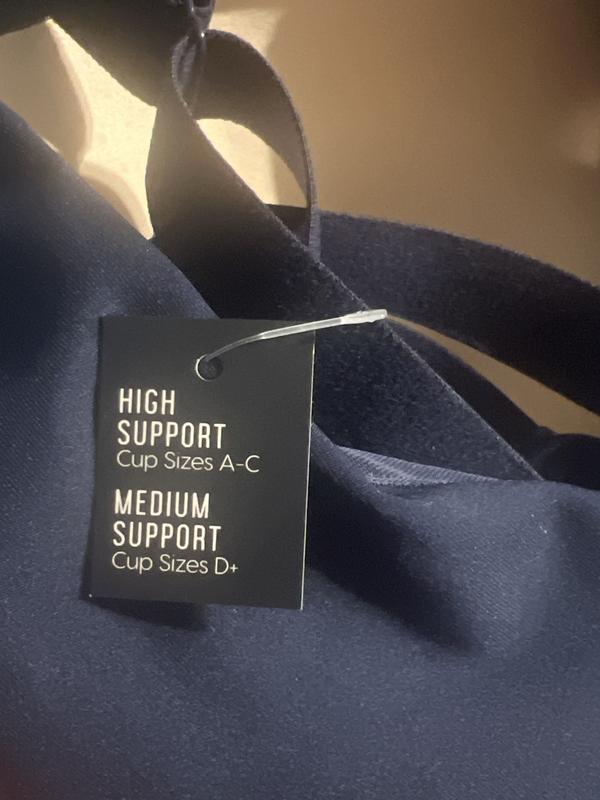 HIGH
SUPPORT
Cup Sizes A-C
MEDIUM
SUPPORT
Cup Sizes D+